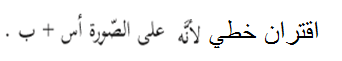 اقتران خطي لأنَّه على الصّورة أس + ب .